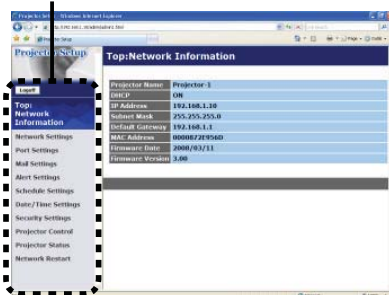 Projector Setup
Logoff
Top:
Network
Information
Network Settings
Port Settings
Mail Settings
Alert Settings
Schedule Settings
Date/Time Settings
Security Settings
Projector Control
Projector Status
Network Restart
Top:Network Information
Projector Name Projector-1
DHCP ON
IP Address 192.168.1.10
Subnet Mask 255.255.255.0
Default Gateway 192.168.1.1
MAC Address 0000872E956D
Firmware Date 2008/03/11
Firmware Version 3.00